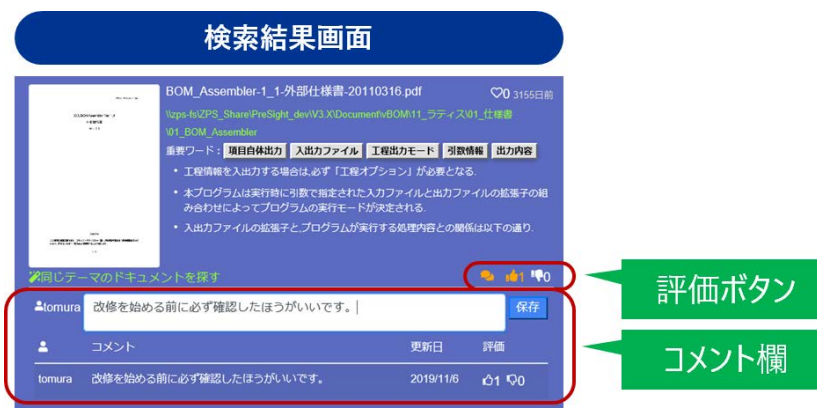 検索結果画面
BOM_Assembler-1_1-外部仕様書-20110316.pdf
0 3155日前
\\zps-fs\ZPS_Share\PreSight_dev\V3.X\Document\vBOM\11_ラティス\01_仕様書
\01_BOM_Assembler
重要ワード： 項目自体出力 入出力ファイル 工程出力モード 引数情報 出力内容
• 工程情報を入出力する場合は,必ず「工程オプション」が必要となる.
• 本プログラムは実行時に引数で指定された入力ファイルと出力ファイルの拡張子の組
み合わせによってプログラムの実行モードが決定される.
• 入出力ファイルの拡張子と,プログラムが実行する処理内容との関係は以下の通り.
同じテーマのドキュメントを探す
1 0
評価ボタン
tomura 改修を始める前に必ず確認したほうがいいです。 保存
コメント 更新日 評価
コメント欄
tomura 改修を始める前に必ず確認したほうがいいです。 2019/11/6 1 0